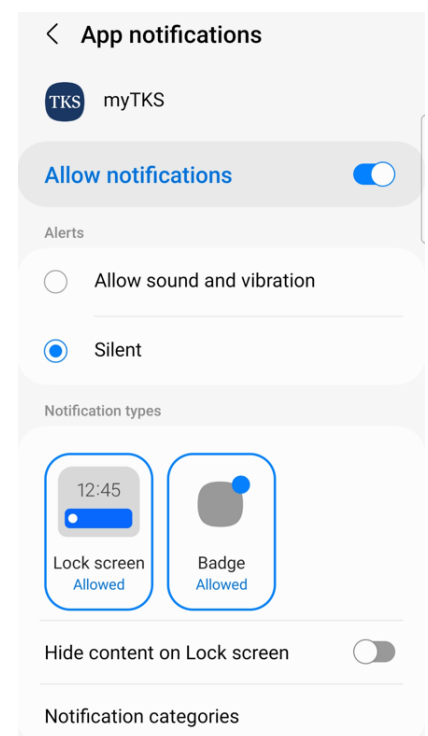 App notifications
TKS
myTKS
Allow notifications
Alerts
Allow sound and vibration
Silent
Notification types
12:45
Lock screen
Allowed
Badge
Allowed
Hide content on Lock screen
Notification categories